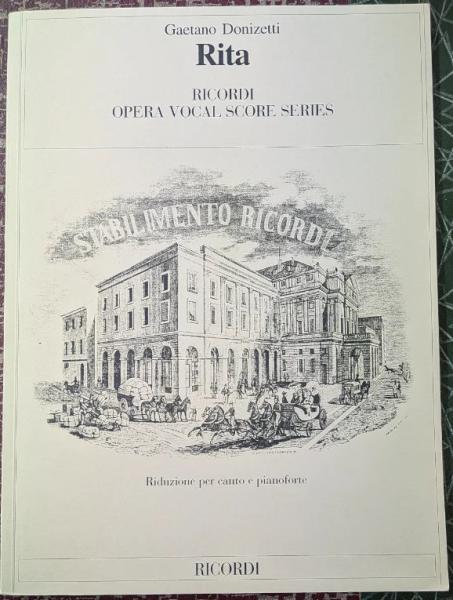 Gaetano Donizetti
Rita
RICORDI
OPERA VOCAL SCORE SERIES
STABILIMENTO RICORDI
Riduzione per canto e pianoforte
RICORDI